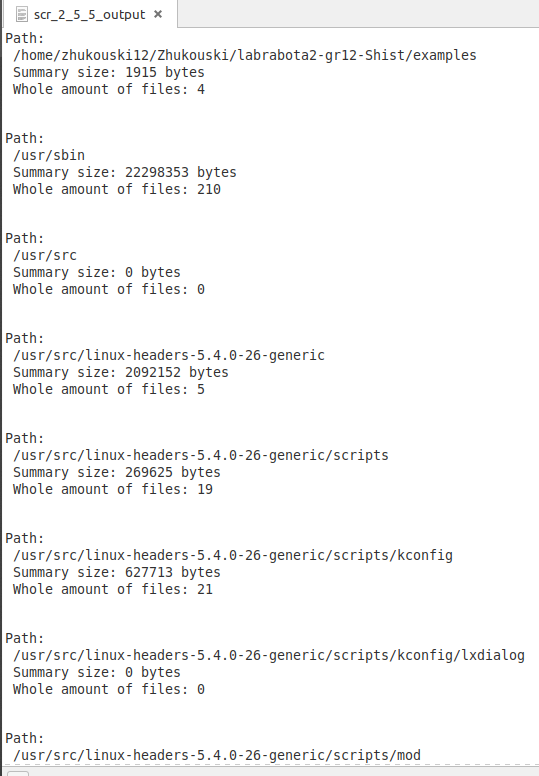 scr_2_5_5_output ×
Path:
/home/zhukouski12/Zhukouski/labrabota2-gr12-Shist/examples
Summary size: 1915 bytes
Whole amount of files: 4
Path:
/usr/sbin
Summary size: 22298353 bytes
Whole amount of files: 210
Path:
/usr/src
Summary size: 0 bytes
Whole amount of files: 0
Path:
/usr/src/linux-headers-5.4.0-26-generic
Summary size: 2092152 bytes
Whole amount of files: 5
Path:
/usr/src/linux-headers-5.4.0-26-generic/scripts
Summary size: 269625 bytes
Whole amount of files: 19
Path:
/usr/src/linux-headers-5.4.0-26-generic/scripts/kconfig
Summary size: 627713 bytes
Whole amount of files: 21
Path:
/usr/src/linux-headers-5.4.0-26-generic/scripts/kconfig/lxdialog
Summary size: 0 bytes
Whole amount of files: 0
Path:
/usr/src/linux-headers-5.4.0-26-generic/scripts/mod